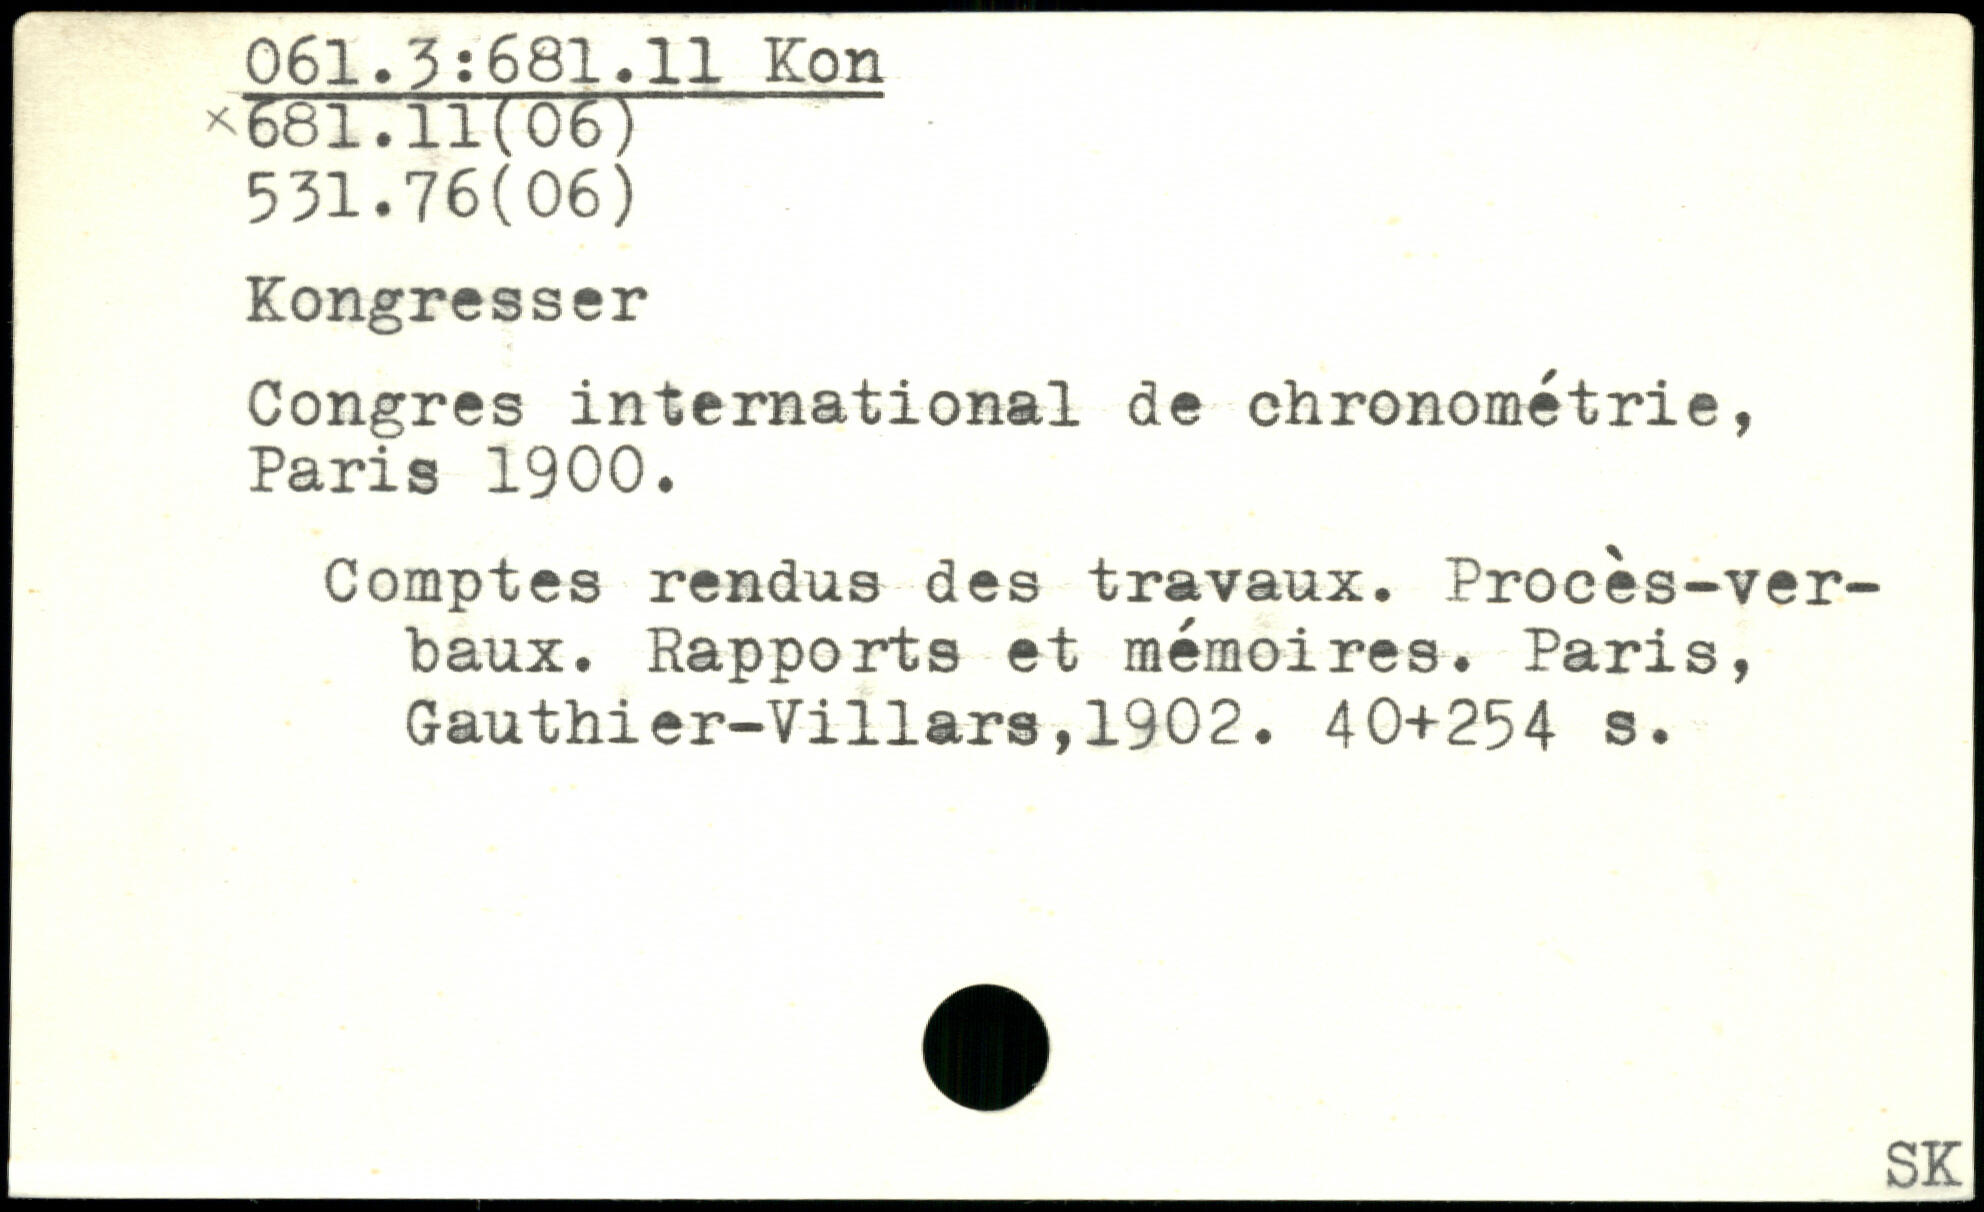 061.3:681.11 Kon
×681.11(06)
531.76(06)
Kongresser
Congres international de chronométrie,
Paris 1900.
Comptes rendus des travaux. Procès-ver-
baux. Rapports et mémoires. Paris,
Gauthier-Villars,1902. 40+254 s.
SK